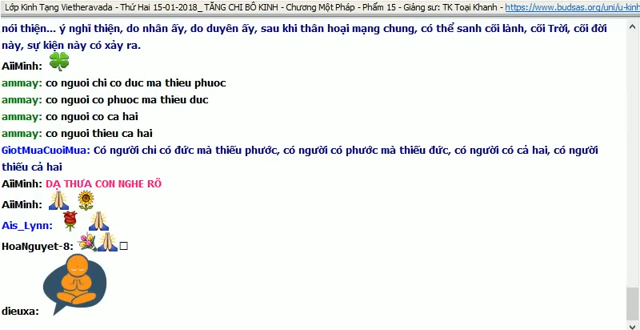 Lớp Kinh Tạng Vietheravada - Thứ Hai 15-01-2018_ TĂNG CHI BỘ KINH - Chương Một Pháp - Phẩm 15 - Giảng sư: TK Toại Khanh - https://www.budsas.org/uni/u-kinh
nói thiện... ý nghĩ thiện, do nhân ấy, do duyên ấy, sau khi thân hoại mạng chung, có thể sanh cõi lành, cõi Trời, cõi đời
này, sự kiện này có xảy ra.
AiiMinh:
ammay: co nguoi chi co duc ma thieu phuoc
ammay: co nguoi co phuoc ma thieu duc
ammay: co nguoi co ca hai
ammay: co nguoi thieu ca hai
GiotMuaCuoiMua: Có người chỉ có đức mà thiếu phước, có người có phước mà thiếu đức, có người có cả hai, có người
thiếu cả hai
AiiMinh: DẠ THƯA CON NGHE RÕ
AiiMinh:
Ais_Lynn:
HoaNguyet-8:
dieuxa: